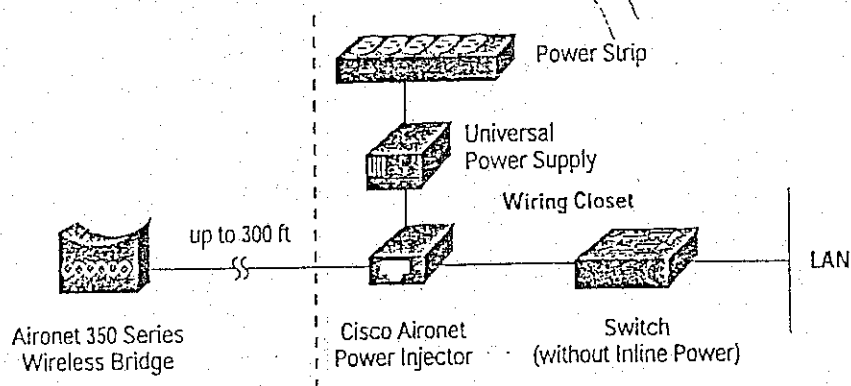 Power Strip
Universal
Power Supply
Wiring Closet
up to 300 ft
LAN
Aironet 350 Series
Wireless Bridge
Cisco Aironet
Power Injector
Switch
(without Inline Power)